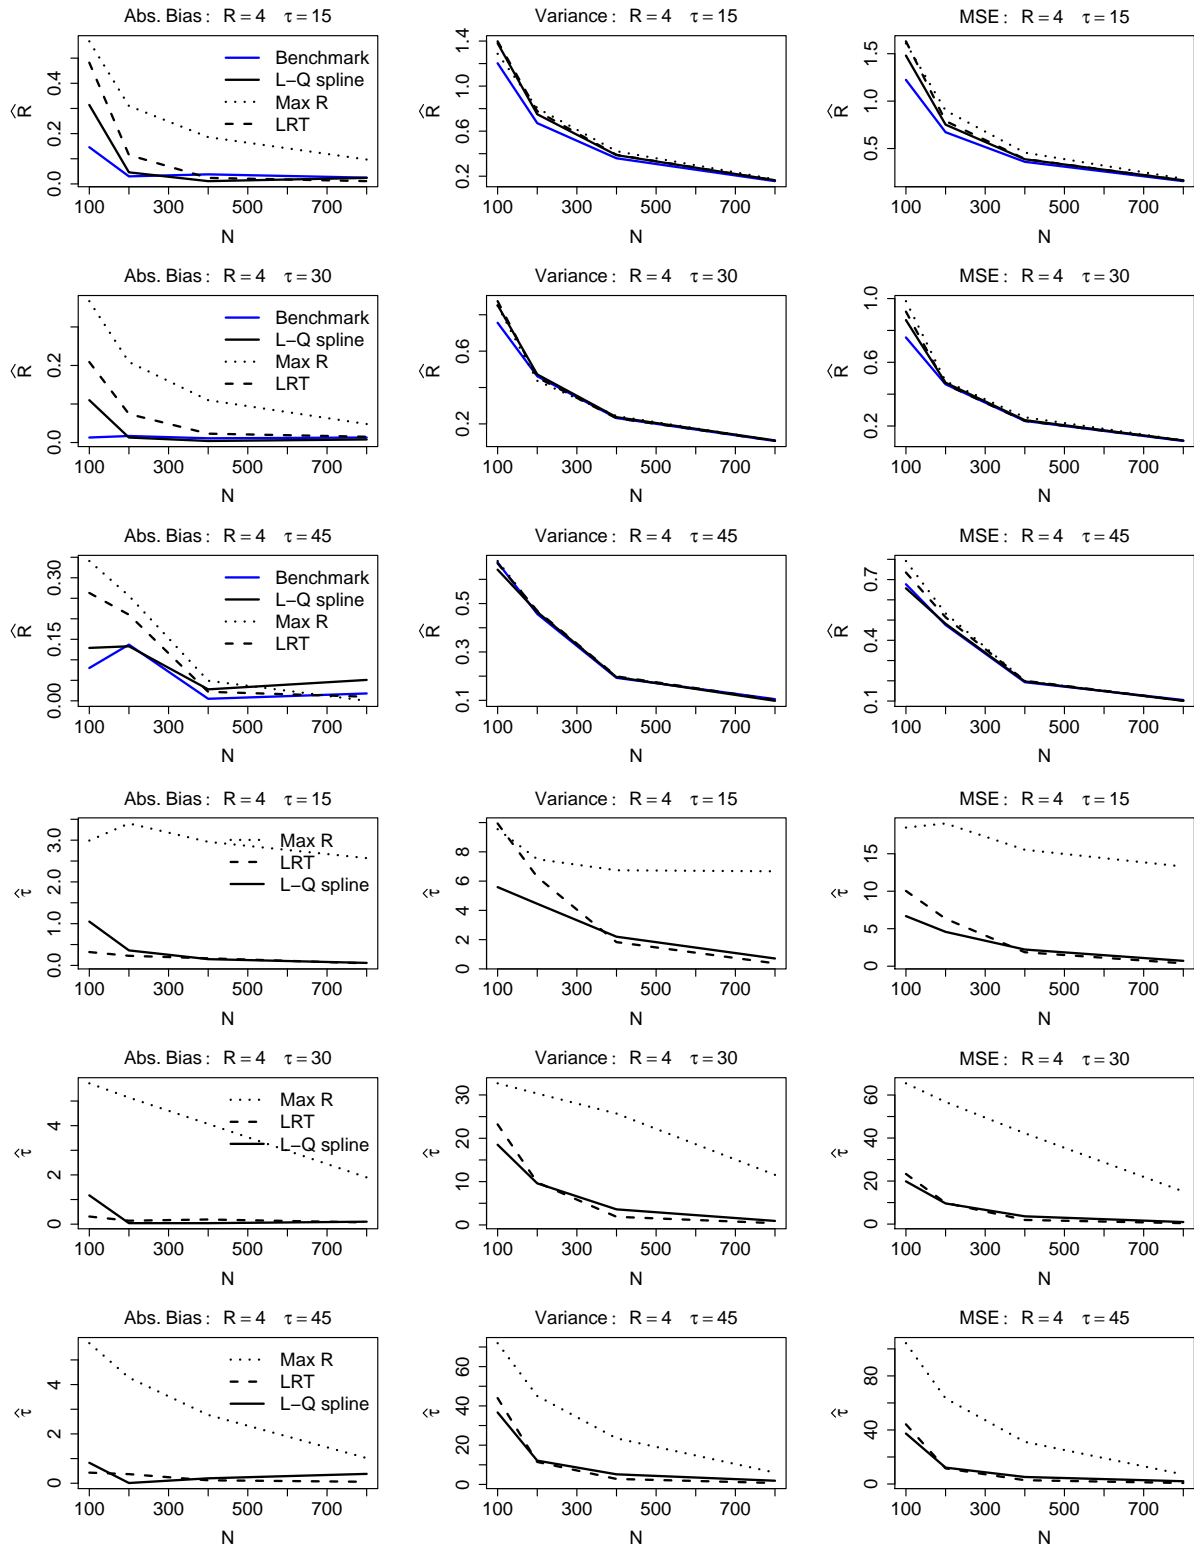 Abs. Bias : R = 4 τ = 15
0.0 0.2 0.4
R̂
Benchmark
L−Q spline
Max R
LRT
100 300 500 700
N
Variance : R = 4 τ = 15
0.2 0.6 1.0 1.4
R̂
100 300 500 700
N
MSE : R = 4 τ = 15
0.5 1.0 1.5
R̂
100 300 500 700
N
Abs. Bias : R = 4 τ = 30
0.0 0.2
R̂
Benchmark
L−Q spline
Max R
LRT
100 300 500 700
N
Variance : R = 4 τ = 30
0.2 0.6
R̂
100 300 500 700
N
MSE : R = 4 τ = 30
0.2 0.6 1.0
R̂
100 300 500 700
N
Abs. Bias : R = 4 τ = 45
0.00 0.15 0.30
R̂
Benchmark
L−Q spline
Max R
LRT
100 300 500 700
N
Variance : R = 4 τ = 45
0.1 0.3 0.5
R̂
100 300 500 700
N
MSE : R = 4 τ = 45
0.1 0.4 0.7
R̂
100 300 500 700
N
Abs. Bias : R = 4 τ = 15
0.0 1.0 2.0 3.0
τ̂
Max R
LRT
L−Q spline
100 300 500 700
N
Variance : R = 4 τ = 15
0 2 4 6 8
τ̂
100 300 500 700
N
MSE : R = 4 τ = 15
0 5 10 15
τ̂
100 300 500 700
N
Abs. Bias : R = 4 τ = 30
0 2 4
τ̂
Max R
LRT
L−Q spline
100 300 500 700
N
Variance : R = 4 τ = 30
0 10 20 30
τ̂
100 300 500 700
N
MSE : R = 4 τ = 30
0 20 40 60
τ̂
100 300 500 700
N
Abs. Bias : R = 4 τ = 45
0 2 4
τ̂
Max R
LRT
L−Q spline
100 300 500 700
N
Variance : R = 4 τ = 45
0 20 40 60
τ̂
100 300 500 700
N
MSE : R = 4 τ = 45
0 40 80
τ̂
100 300 500 700
N